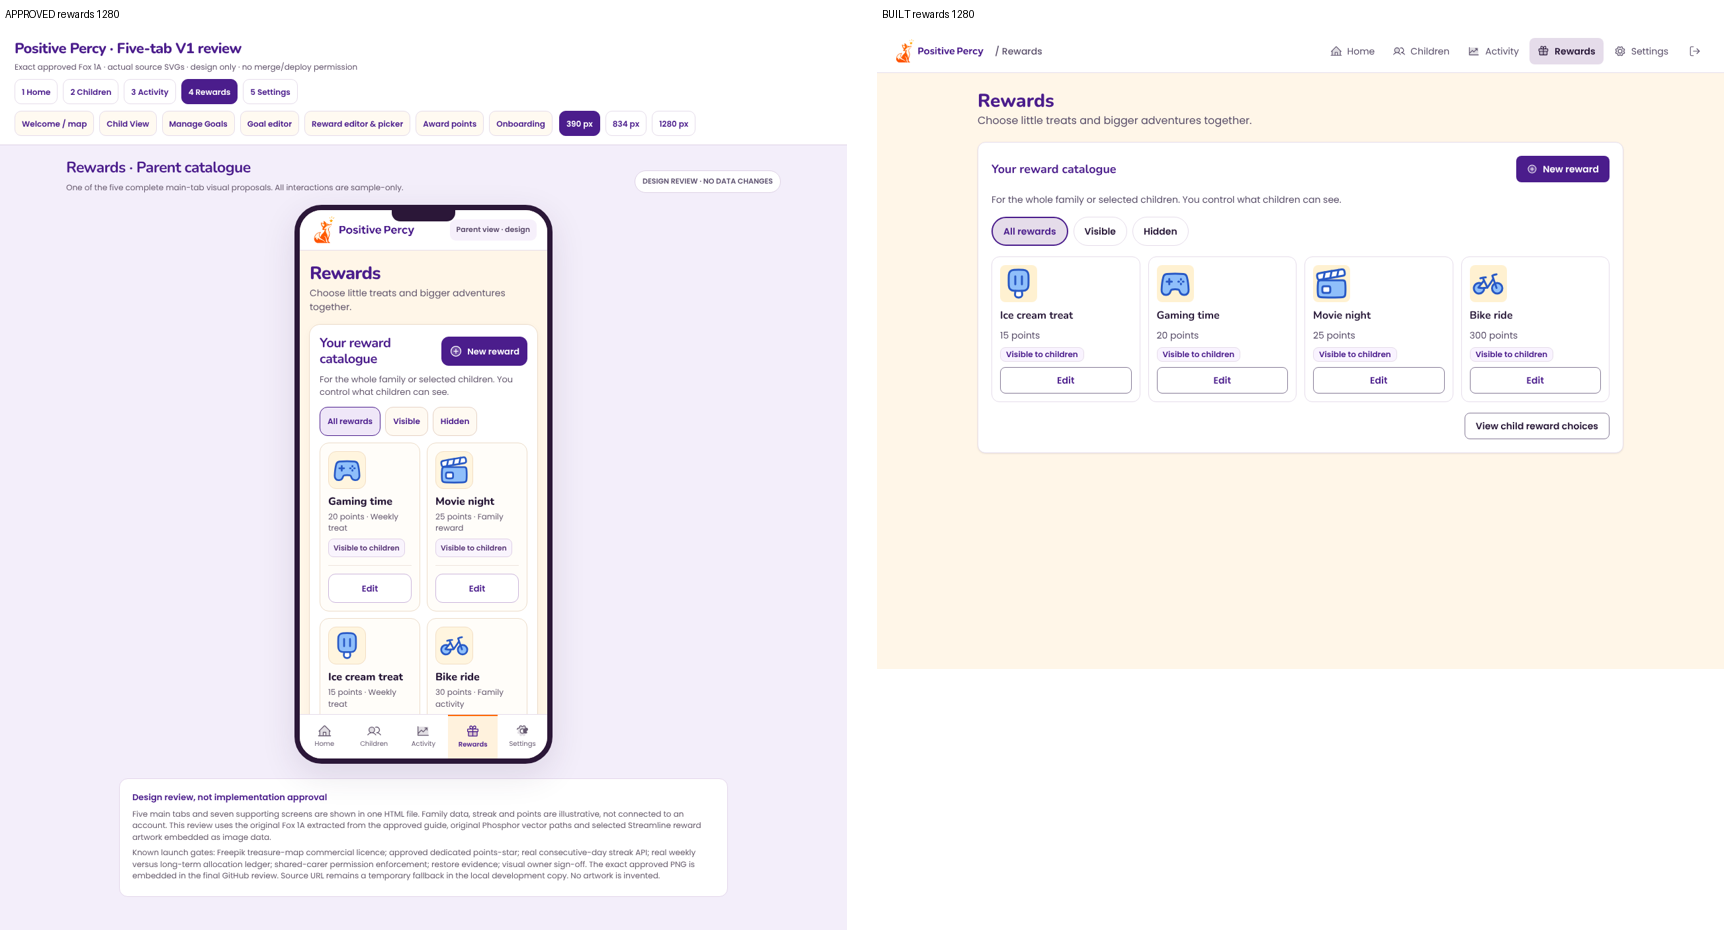 APPROVED rewards 1280
Positive Percy · Five-tab V1 review
Exact approved Fox 1A · actual source SVGs · design only · no merge/deploy permission
1 Home
2 Children
3 Activity
4 Rewards
5 Settings
Welcome / map
Child View
Manage Goals
Goal editor
Reward editor & picker
Award points
Onboarding
390 px
834 px
1280 px
Rewards · Parent catalogue
One of the five complete main-tab visual proposals. All interactions are sample-only.
DESIGN REVIEW · NO DATA CHANGES
Positive Percy
Parent view · design
Rewards
Choose little treats and bigger adventures
together.
Your reward
catalogue
New reward
For the whole family or selected children. You
control what children can see.
All rewards
Visible
Hidden
Gaming time
20 points · Weekly
treat
Visible to children
Edit
Movie night
25 points · Family
reward
Visible to children
Edit
Ice cream treat
15 points · Weekly
treat
Bike ride
30 points · Family
activity
Home
Children
Activity
Rewards
Settings
Design review, not implementation approval
Five main tabs and seven supporting screens are shown in one HTML file. Family data, streak and points are illustrative, not connected to an
account. This review uses the original Fox 1A extracted from the approved guide, original Phosphor vector paths and selected Streamline reward
artwork embedded as image data.
Known launch gates: Freepik treasure-map commercial licence; approved dedicated points-star; real consecutive-day streak API; real weekly
versus long-term allocation ledger; shared-carer permission enforcement; restore evidence; visual owner sign-off. The exact approved PNG is
embedded in the final GitHub review. Source URL remains a temporary fallback in the local development copy. No artwork is invented.
BUILT rewards 1280
Positive Percy
/ Rewards
Home
Children
Activity
Rewards
Settings
Rewards
Choose little treats and bigger adventures together.
Your reward catalogue
New reward
For the whole family or selected children. You control what children can see.
All rewards
Visible
Hidden
Ice cream treat
15 points
Visible to children
Edit
Gaming time
20 points
Visible to children
Edit
Movie night
25 points
Visible to children
Edit
Bike ride
300 points
Visible to children
Edit
View child reward choices